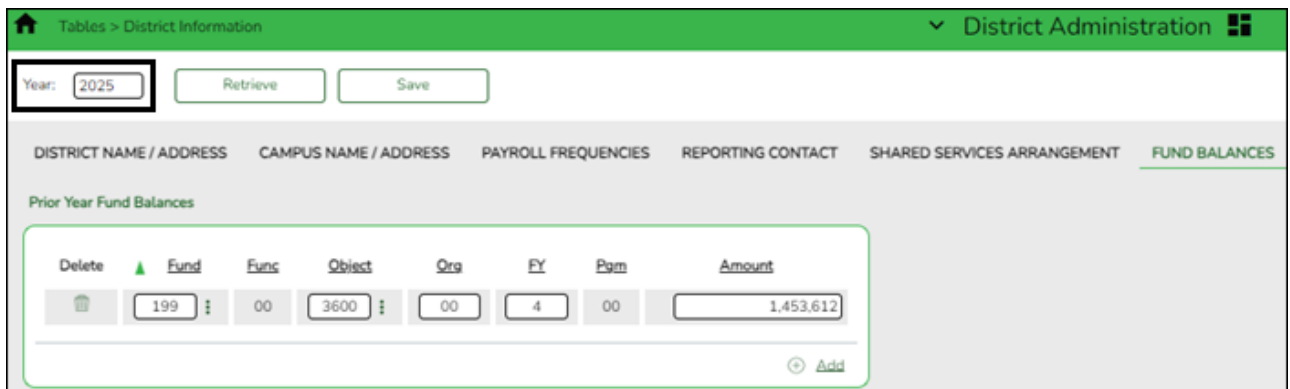 Tables > District Information District Administration
Year: 2025 Retrieve Save
DISTRICT NAME / ADDRESS CAMPUS NAME / ADDRESS PAYROLL FREQUENCIES REPORTING CONTACT SHARED SERVICES ARRANGEMENT FUND BALANCES
Prior Year Fund Balances
Delete Fund Func Object Org FY Pgm Amount
199 00 3600 00 4 00 1,453,612
Add